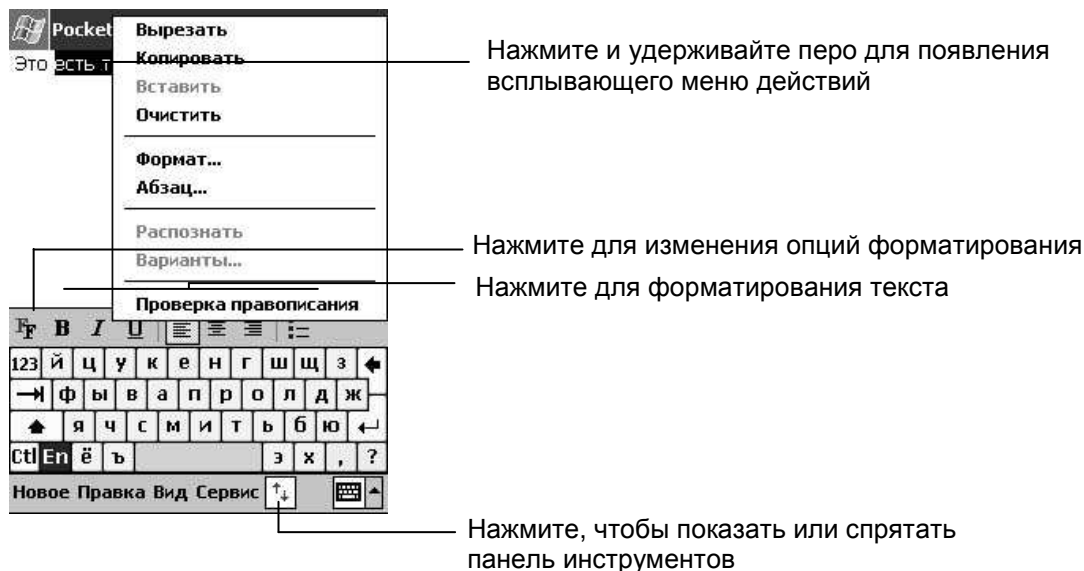 Pocket
Это есть т
Вырезать
Копировать
Вставить
Очистить
Формат...
Абзац...
Распознать
Варианты...
Проверка правописания
Нажмите и удерживайте перо для появления
всплывающего меню действий
Нажмите для изменения опций форматирования
Нажмите для форматирования текста
FF B I U
123 й ц у к е н г ш щ з
ф ы в а п р о л д ж
я ч с м и т ь б ю
Ctl En ё ъ э х , ?
Новое Правка Вид Сервис
Нажмите, чтобы показать или спрятать
панель инструментов